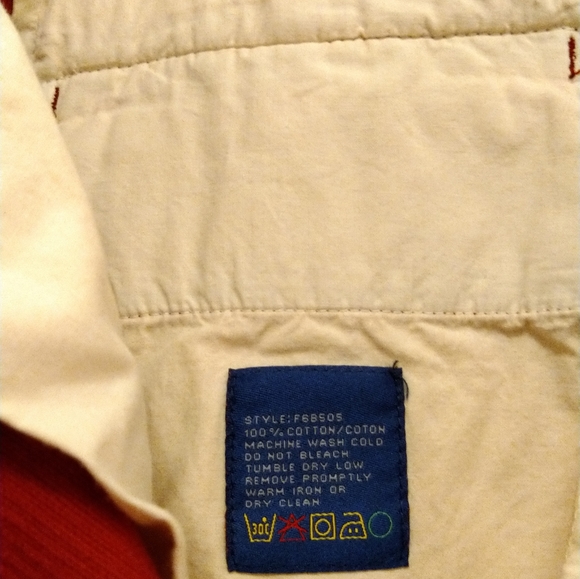 STYLE:F6B505
100% COTTON/COTON
MACHINE WASH COLD
DO NOT BLEACH
TUMBLE DRY LOW
REMOVE PROMPTLY
WARM IRON OR
DRY CLEAN
30C